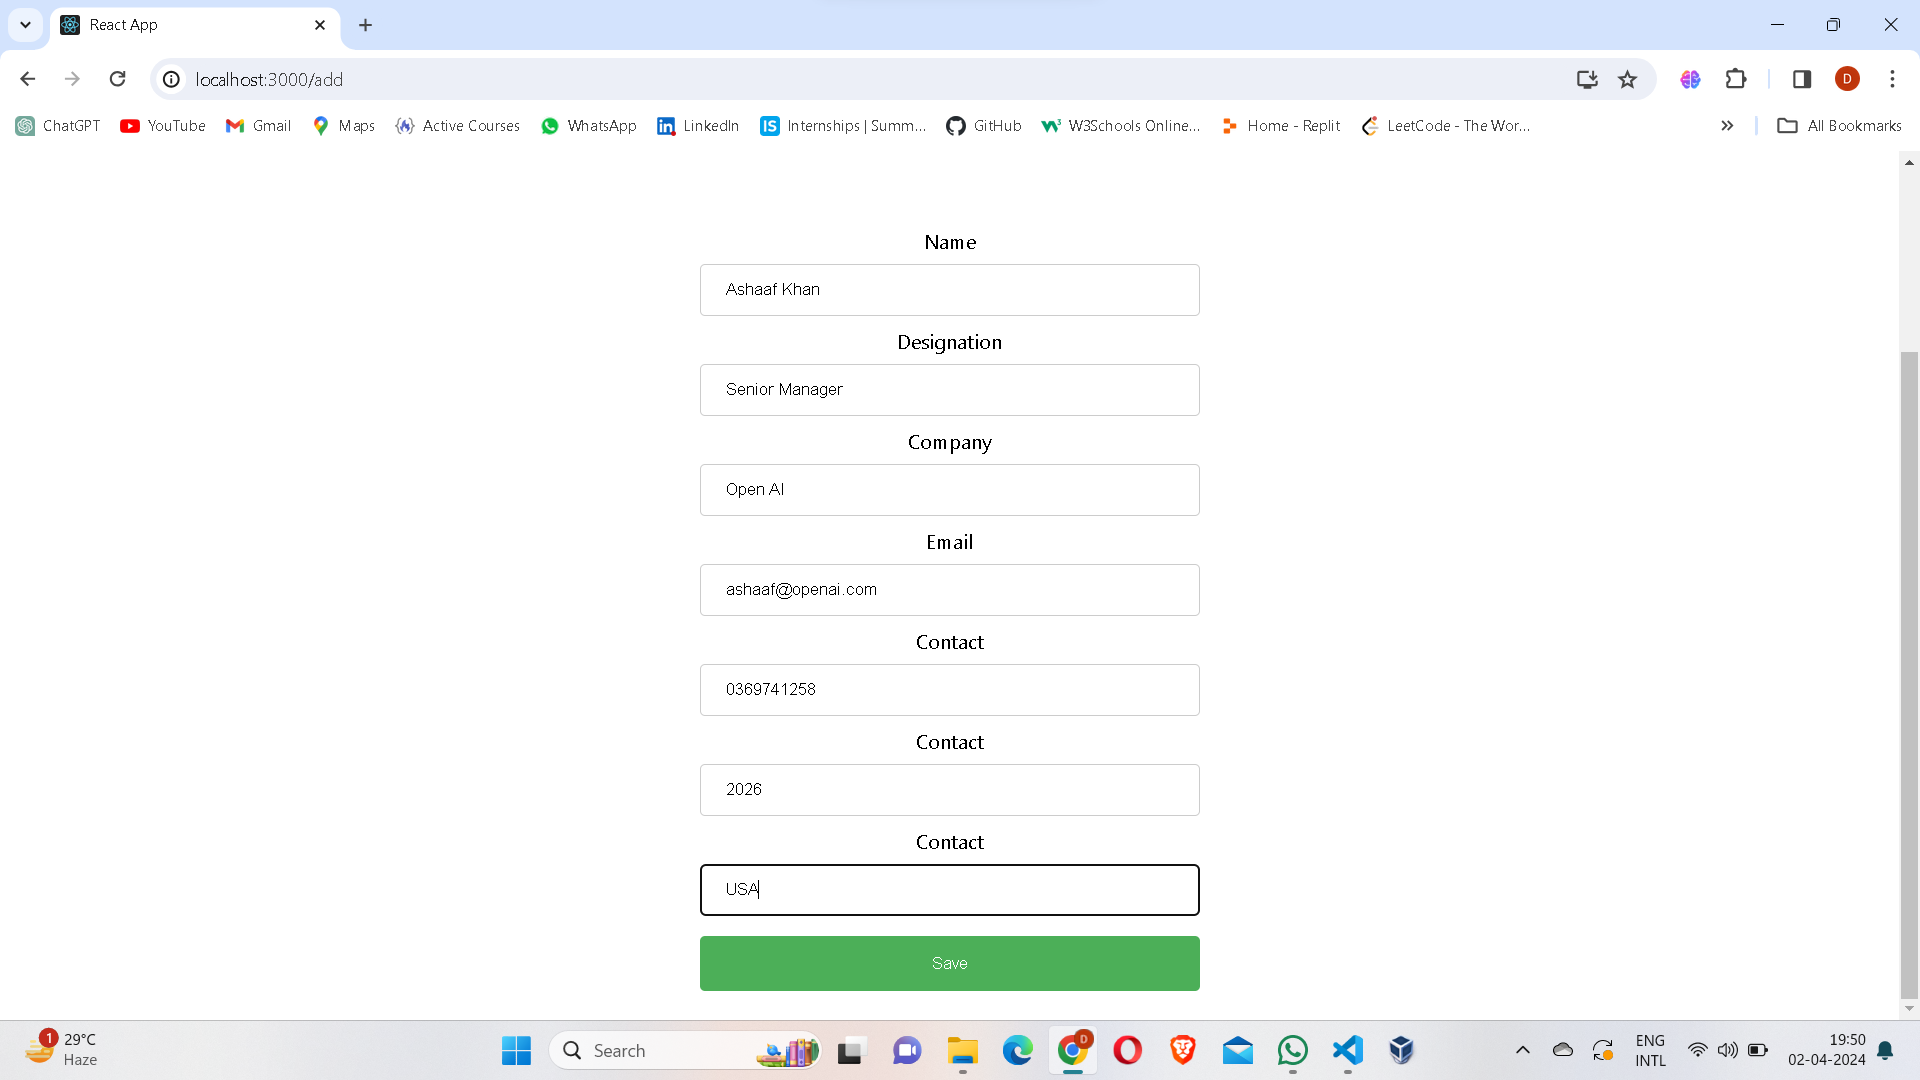 React App
localhost:3000/add
D
ChatGPT
YouTube
Gmail
Maps
Active Courses
WhatsApp
LinkedIn
Internships | Summ...
GitHub
W3Schools Online...
Home - Replit
LeetCode - The Wor...
All Bookmarks
Name
Ashaaf Khan
Designation
Senior Manager
Company
Open AI
Email
ashaaf@openai.com
Contact
0369741258
Contact
2026
Contact
USA
Save
1
29°C
Haze
Search
D
ENG
INTL
19:50
02-04-2024